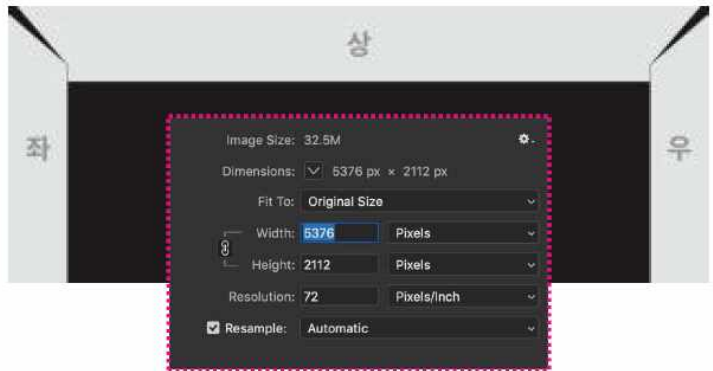 상
좌
우
Image Size: 32.5M
Dimensions: 5376 px × 2112 px
Fit To: Original Size
Width: 5376 Pixels
Height: 2112 Pixels
Resolution: 72 Pixels/Inch
Resample: Automatic